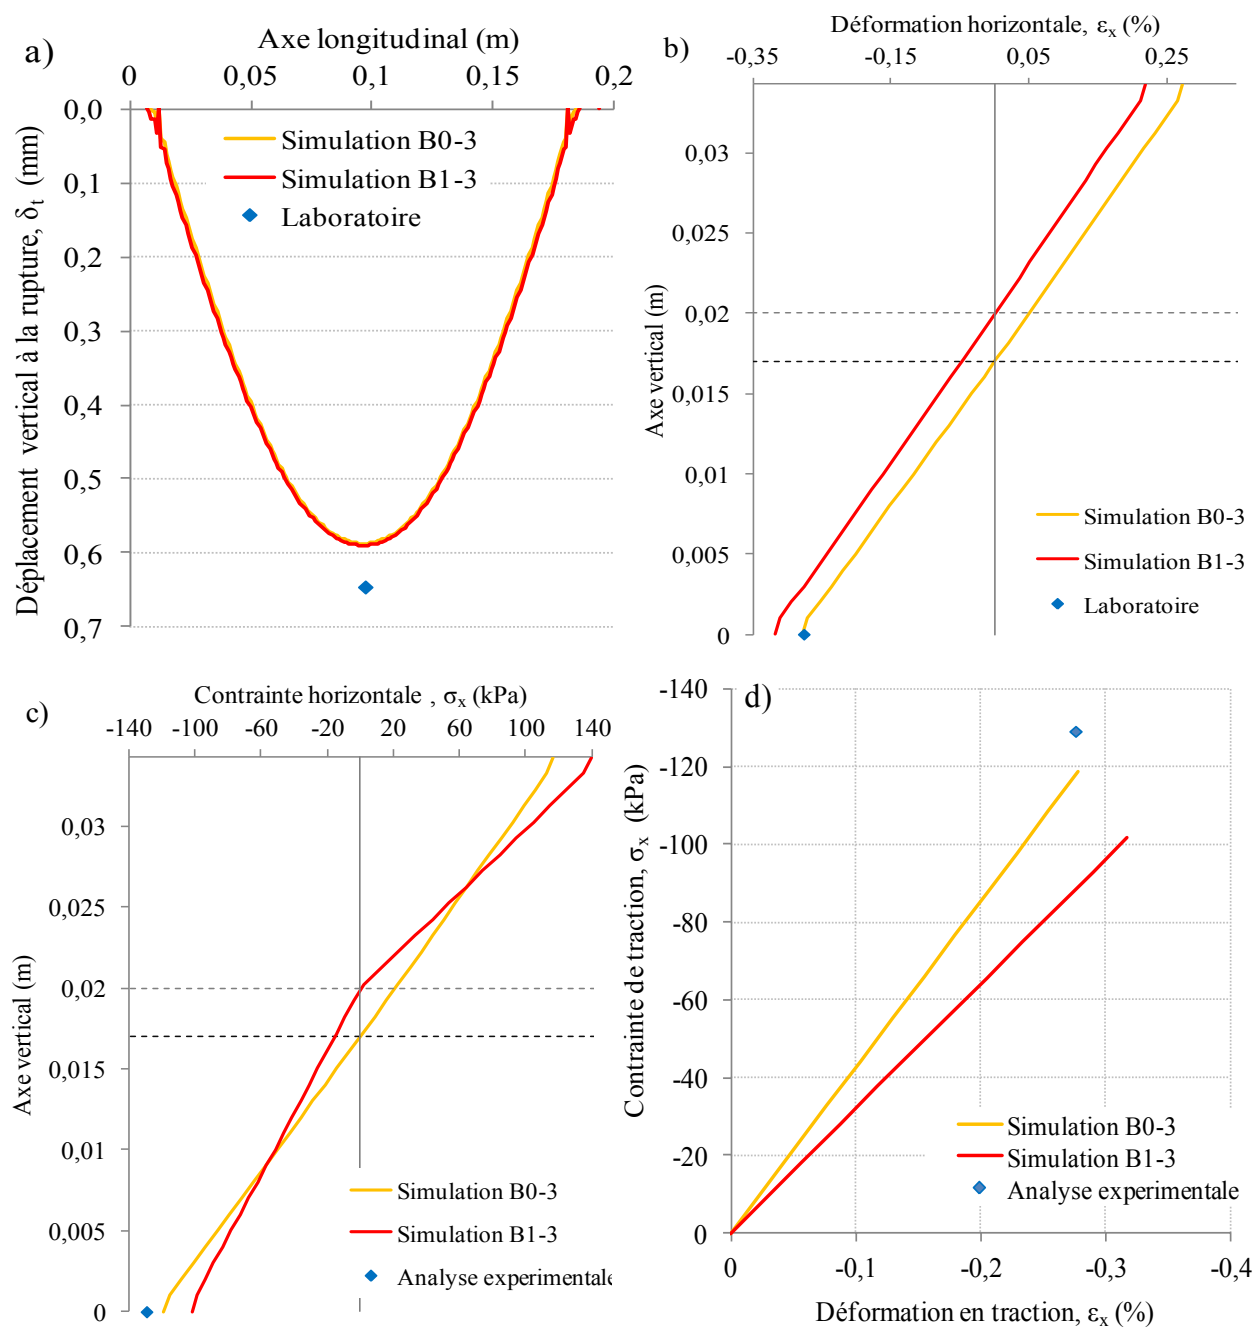 a)
Axe longitudinal (m)
0 0,05 0,1 0,15 0,2
Déplacement vertical à la rupture, δt (mm)
0,0
0,1
0,2
0,3
0,4
0,5
0,6
0,7
Simulation B0-3
Simulation B1-3
Laboratoire
b)
Déformation horizontale, εx (%)
-0,35 -0,15 0,05 0,25
Axe vertical (m)
0,03
0,025
0,02
0,015
0,01
0,005
0
Simulation B0-3
Simulation B1-3
Laboratoire
c)
Contrainte horizontale , σx (kPa)
-140 -100 -60 -20 20 60 100 140
Axe vertical (m)
0,03
0,025
0,02
0,015
0,01
0,005
0
Simulation B0-3
Simulation B1-3
Analyse experimentale
d)
Contrainte de traction, σx (kPa)
-140
-120
-100
-80
-60
-40
-20
0
Simulation B0-3
Simulation B1-3
Analyse experimentale
0 -0,1 -0,2 -0,3 -0,4
Déformation en traction, εx (%)